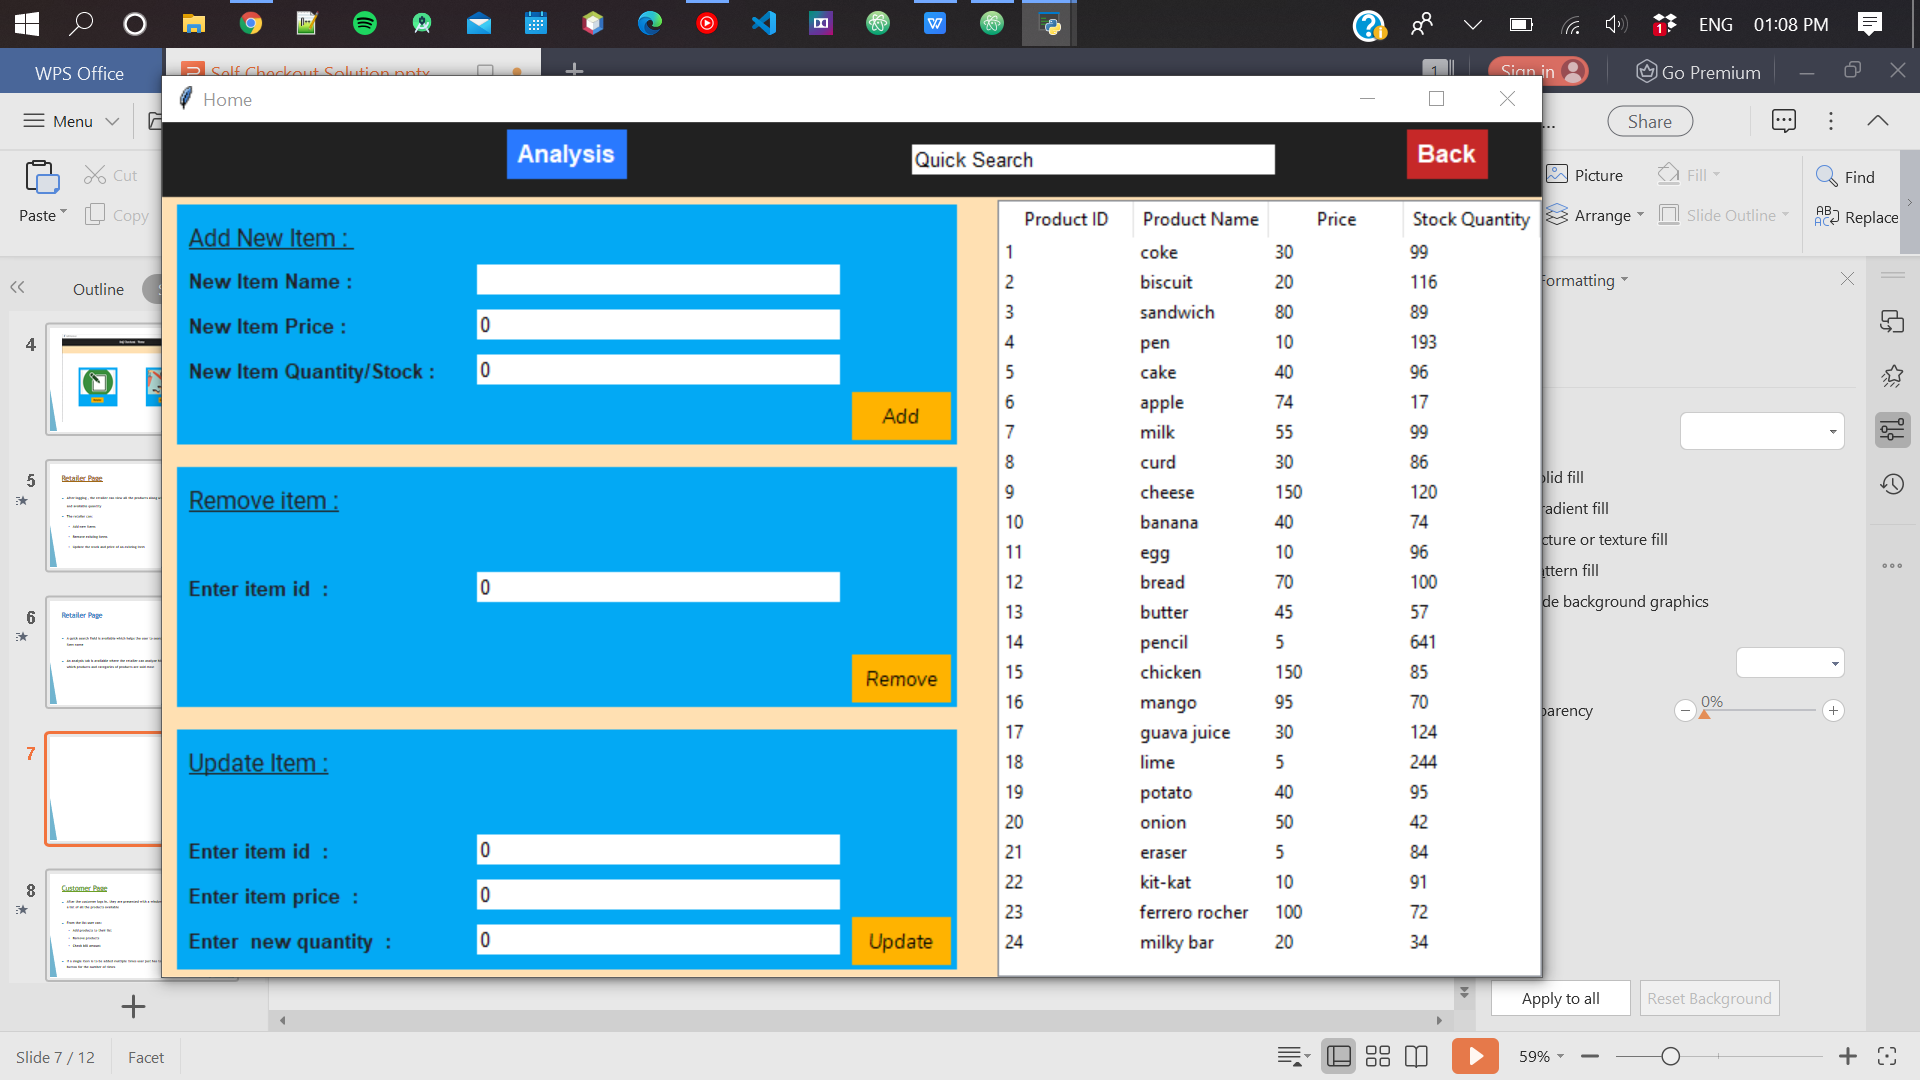 ENG 01:08 PM
WPS Office
Self Checkout Solution.pptx
1
Sign in
Go Premium
Home
Menu
...
Share
Analysis
Quick Search
Back
Cut
Paste
Copy
Picture
Fill
Find
Arrange
Slide Outline
Replace
Outline
Formatting
Add New Item :
New Item Name :
New Item Price : 0
New Item Quantity/Stock : 0
Add
Remove item :
Enter item id : 0
Remove
Update Item :
Enter item id : 0
Enter item price : 0
Enter new quantity : 0
Update
Product ID Product Name Price Stock Quantity
1 coke 30 99
2 biscuit 20 116
3 sandwich 80 89
4 pen 10 193
5 cake 40 96
6 apple 74 17
7 milk 55 99
8 curd 30 86
9 cheese 150 120
10 banana 40 74
11 egg 10 96
12 bread 70 100
13 butter 45 57
14 pencil 5 641
15 chicken 150 85
16 mango 95 70
17 guava juice 30 124
18 lime 5 244
19 potato 40 95
20 onion 50 42
21 eraser 5 84
22 kit-kat 10 91
23 ferrero rocher 100 72
24 milky bar 20 34
4
5
Retailer Page
6
Retailer Page
7
8
Customer Page
lid fill
radient fill
cture or texture fill
ttern fill
de background graphics
parency
0%
Apply to all
Reset Background
Slide 7 / 12
Facet
59%